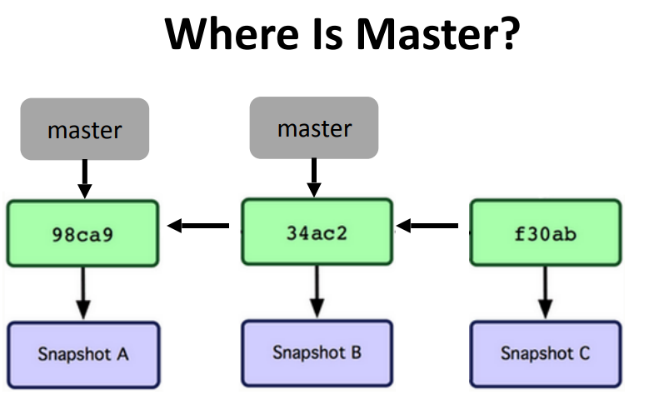 Where Is Master?
master
master
98ca9
34ac2
f30ab
Snapshot A
Snapshot B
Snapshot C